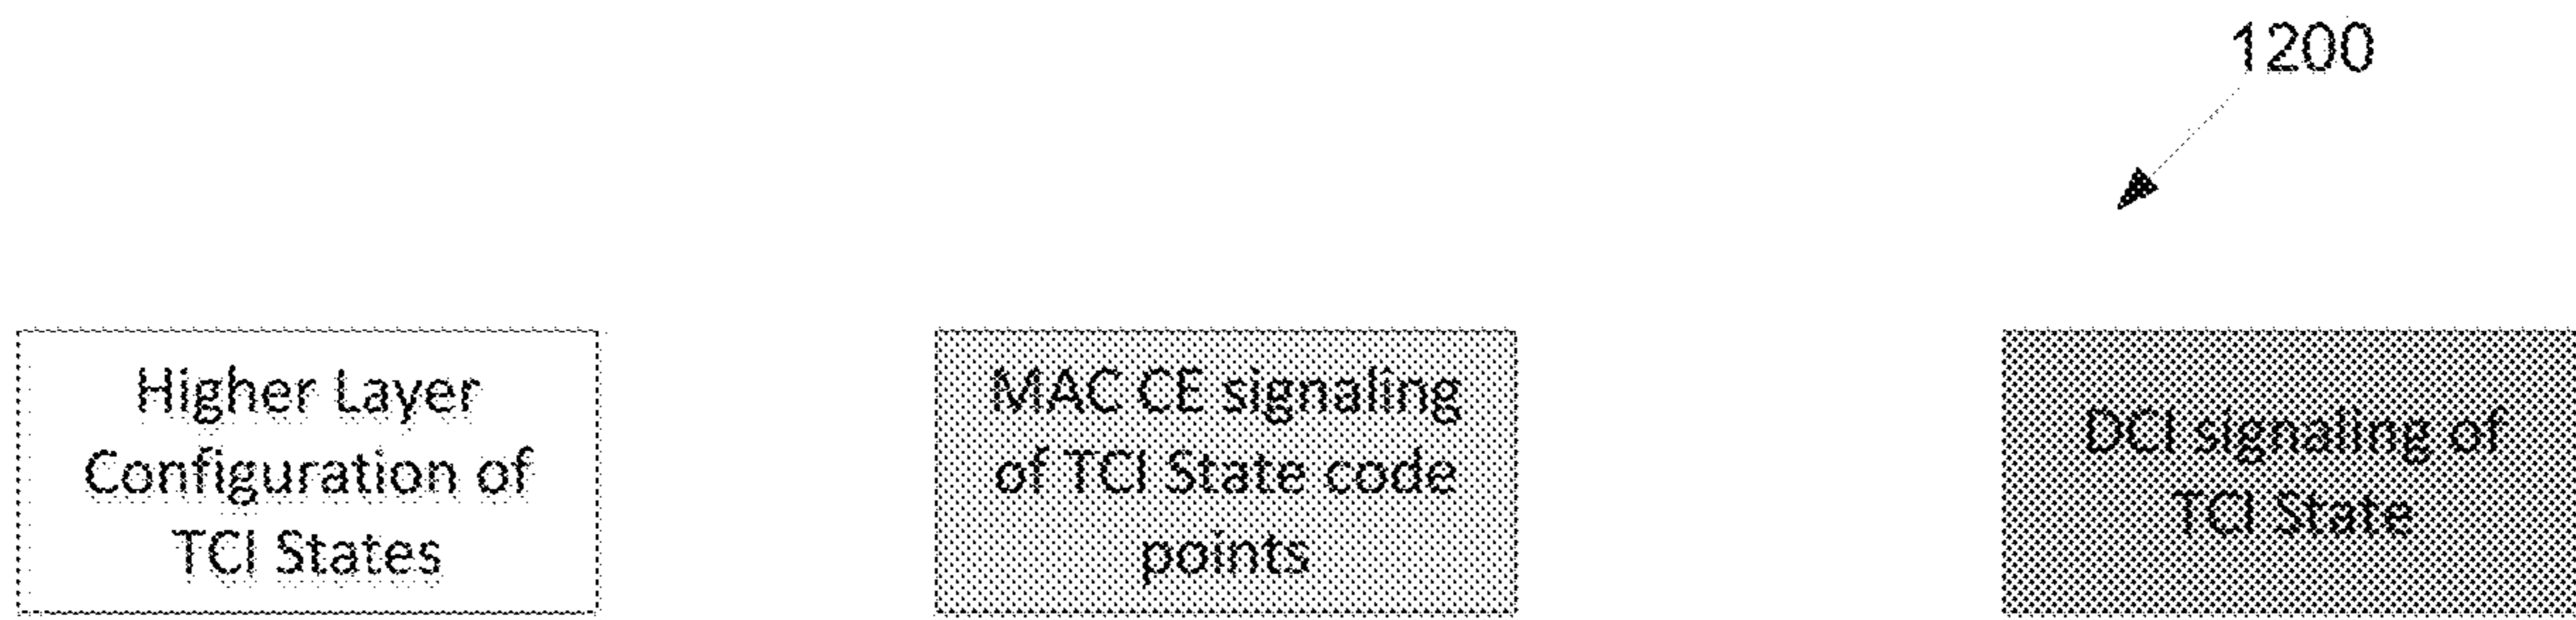 1200
Higher Layer
Configuration of
TCI States
MAC CE signaling
of TCI State code
points
DCI signaling of
TCI State